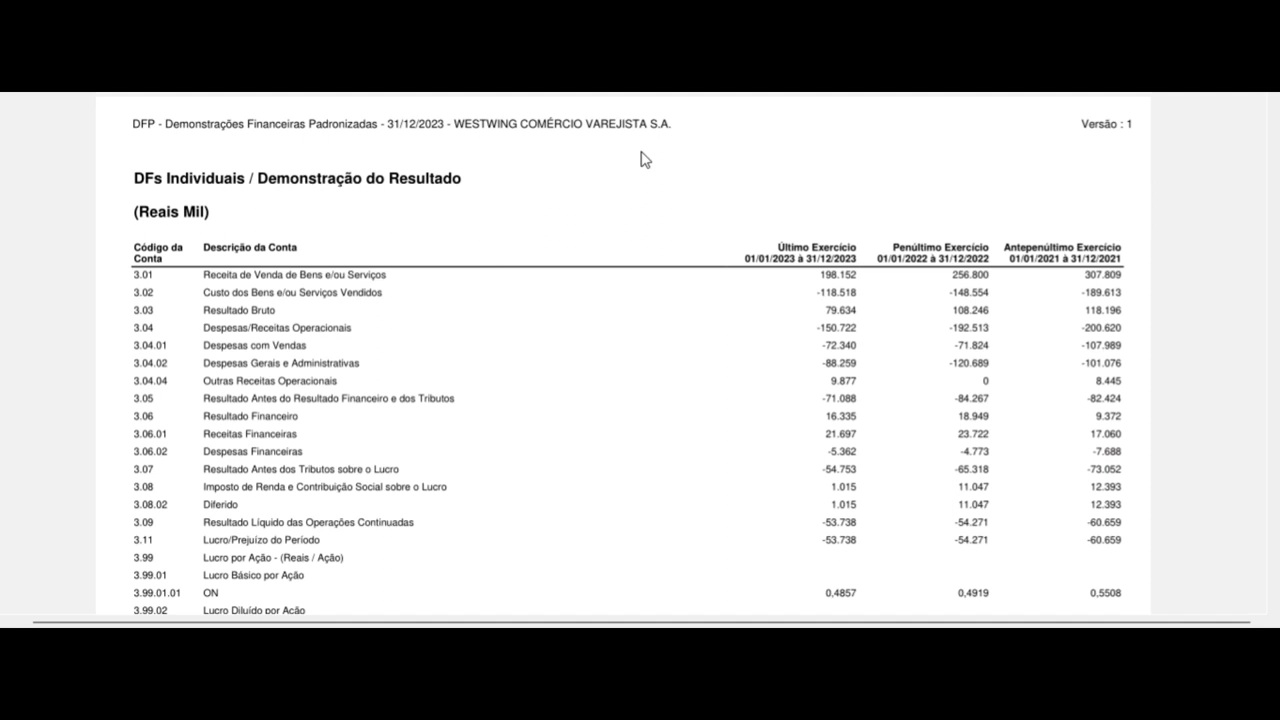 DFP - Demonstrações Financeiras Padronizadas - 31/12/2023 - WESTWING COMÉRCIO VAREJISTA S.A. Versão : 1
DFs Individuais / Demonstração do Resultado
(Reais Mil)
Código da Conta Descrição da Conta Último Exercício 01/01/2023 à 31/12/2023 Penúltimo Exercício 01/01/2022 à 31/12/2022 Antepenúltimo Exercício 01/01/2021 à 31/12/2021
3.01 Receita de Venda de Bens e/ou Serviços 198.152 256.800 307.809
3.02 Custo dos Bens e/ou Serviços Vendidos -118.518 -148.554 -189.613
3.03 Resultado Bruto 79.634 108.246 118.196
3.04 Despesas/Receitas Operacionais -150.722 -192.513 -200.620
3.04.01 Despesas com Vendas -72.340 -71.824 -107.989
3.04.02 Despesas Gerais e Administrativas -88.259 -120.689 -101.076
3.04.04 Outras Receitas Operacionais 9.877 0 8.445
3.05 Resultado Antes do Resultado Financeiro e dos Tributos -71.088 -84.267 -82.424
3.06 Resultado Financeiro 16.335 18.949 9.372
3.06.01 Receitas Financeiras 21.697 23.722 17.060
3.06.02 Despesas Financeiras -5.362 -4.773 -7.688
3.07 Resultado Antes dos Tributos sobre o Lucro -54.753 -65.318 -73.052
3.08 Imposto de Renda e Contribuição Social sobre o Lucro 1.015 11.047 12.393
3.08.02 Diferido 1.015 11.047 12.393
3.09 Resultado Líquido das Operações Continuadas -53.738 -54.271 -60.659
3.11 Lucro/Prejuízo do Período -53.738 -54.271 -60.659
3.99 Lucro por Ação - (Reais / Ação)
3.99.01 Lucro Básico por Ação
3.99.01.01 ON 0,4857 0,4919 0,5508
3.99.02 Lucro Diluído por Ação